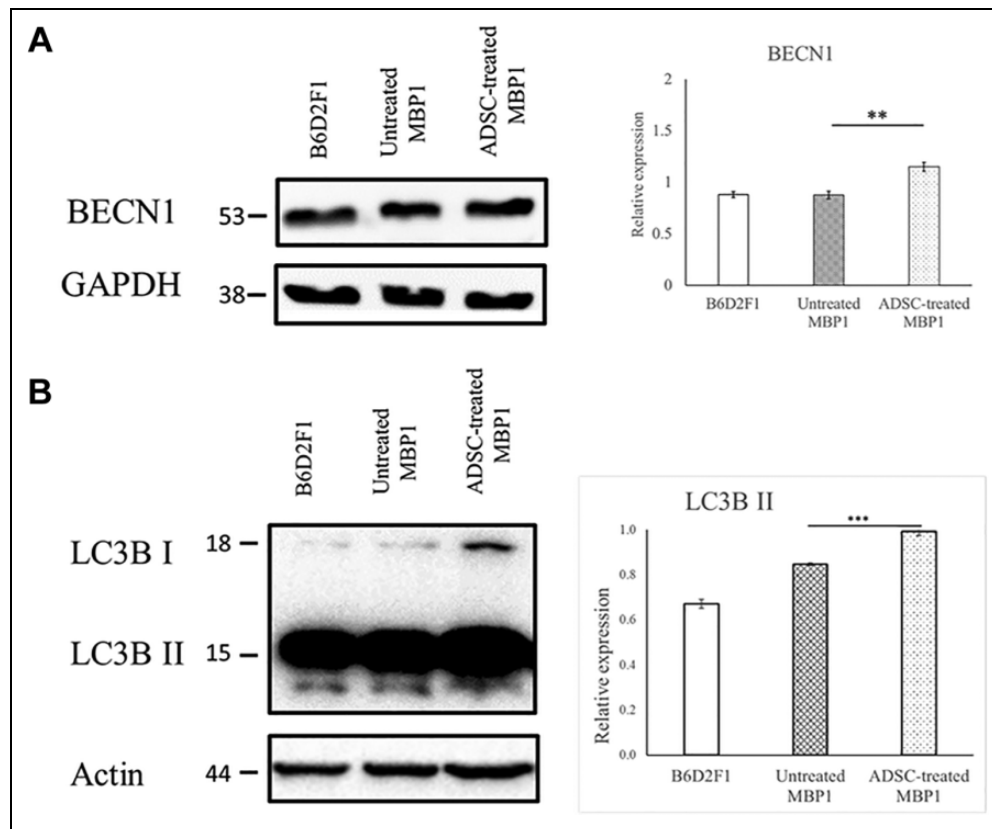 A
B6D2F1
Untreated
MBP1
ADSC-treated
MBP1
BECN1
53
GAPDH
38
BECN1
Relative expression
2
1.5
1
0.5
0
**
B6D2F1
Untreated
MBP1
ADSC-treated
MBP1
B
B6D2F1
Untreated
MBP1
ADSC-treated
MBP1
LC3B I
18
LC3B II
15
Actin
44
LC3B II
Relative expression
1.0
0.8
0.6
0.4
0.2
0.0
***
B6D2F1
Untreated
MBP1
ADSC-treated
MBP1